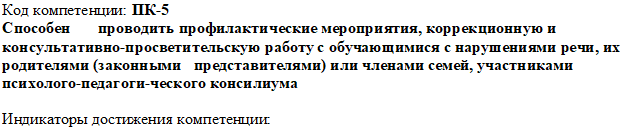 Код компетенции: ПК-5
Способен проводить профилактические мероприятия, коррекционную и
консультативно-просветительскую работу с обучающимися с нарушениями речи, их
родителями (законными представителями) или членами семей, участниками
психолого-педагоги-ческого консилиума
Индикаторы достижения компетенции: